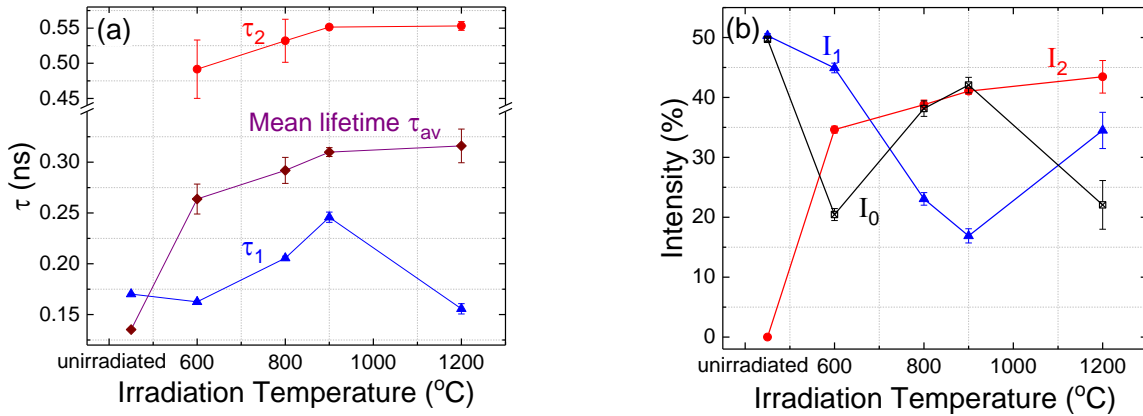 (a)
τ2
0.55
0.50
0.45
Mean lifetime τav
0.30
0.25
0.20
0.15
τ (ns)
τ1
unirradiated 600 800 1000 1200
Irradiation Temperature (oC)
(b)
I1
I2
I0
50
40
30
20
10
0
Intensity (%)
unirradiated 600 800 1000 1200
Irradiation Temperature (oC)